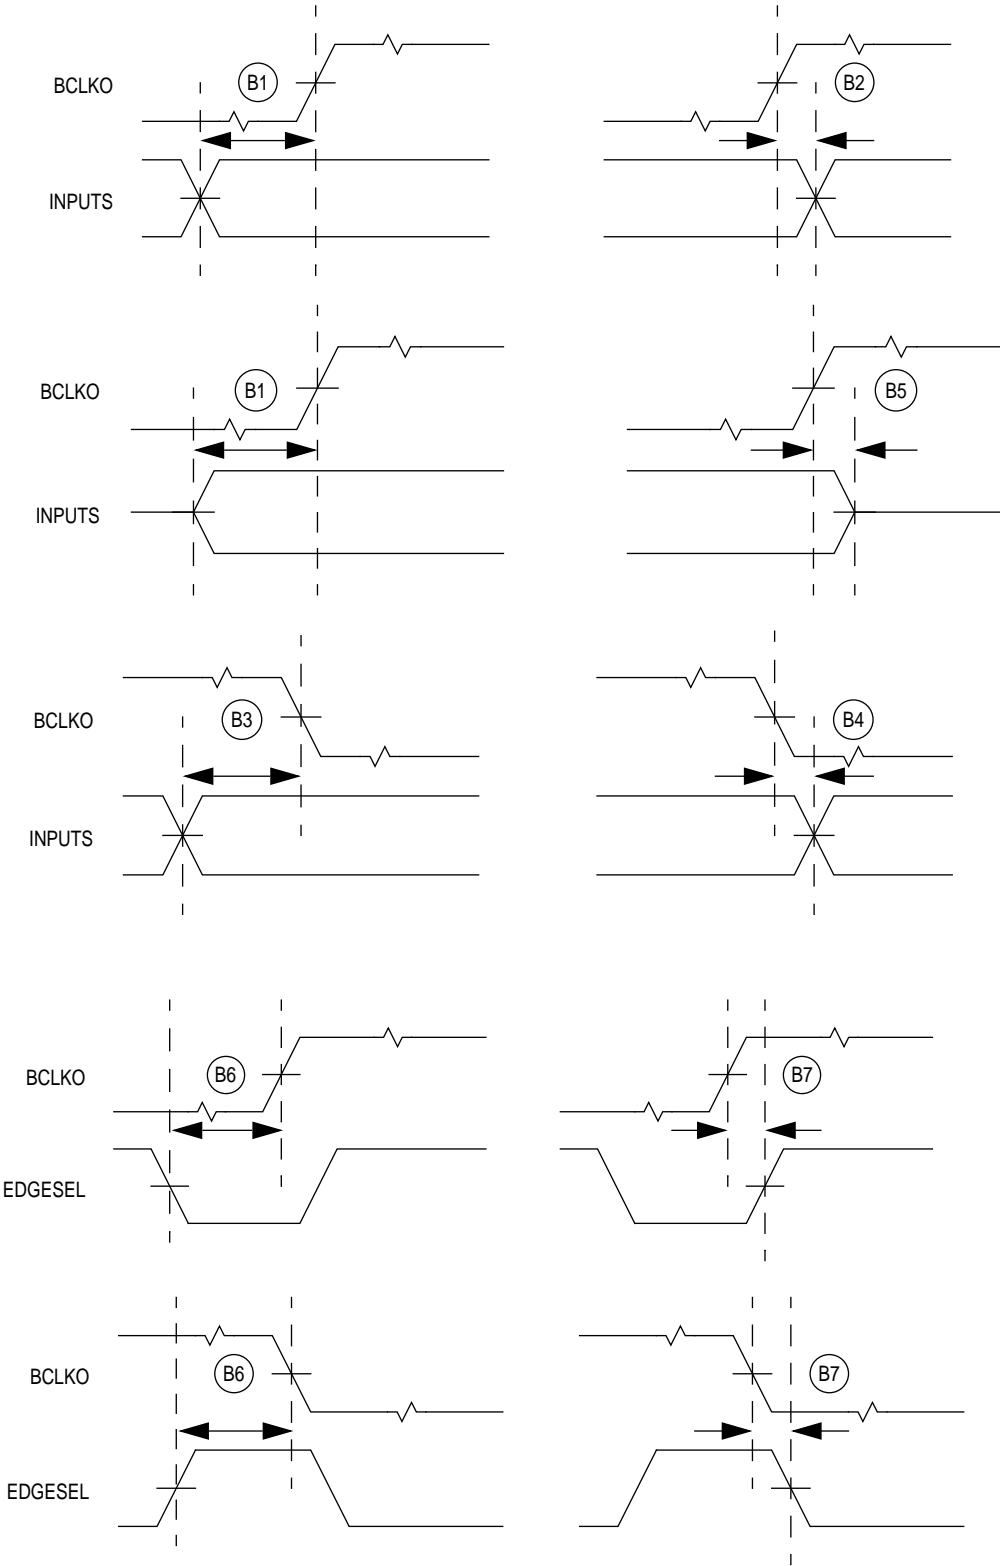 B1
B2
BCLKO
INPUTS
B1
B5
BCLKO
INPUTS
B3
B4
BCLKO
INPUTS
B6
B7
BCLKO
EDGESEL
B6
B7
BCLKO
EDGESEL